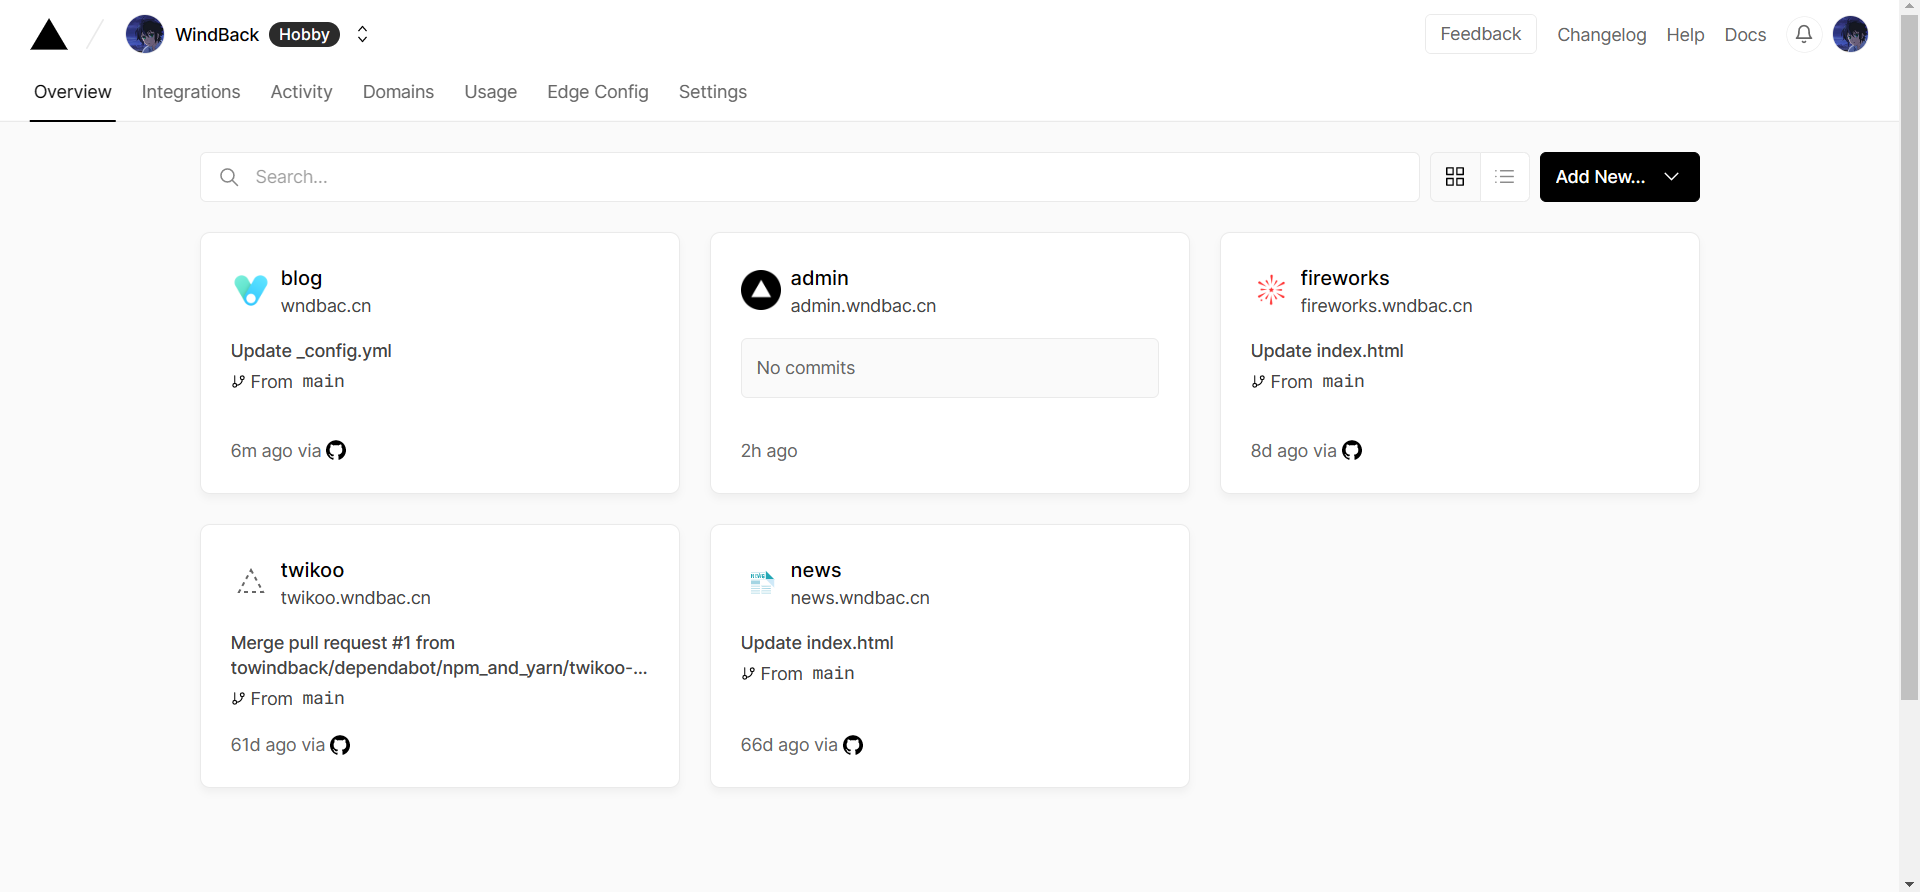 WindBack Hobby
Feedback Changelog Help Docs
Overview Integrations Activity Domains Usage Edge Config Settings
Search...
Add New...
blog
wndbac.cn
Update _config.yml
From main
6m ago via
admin
admin.wndbac.cn
No commits
2h ago
fireworks
fireworks.wndbac.cn
Update index.html
From main
8d ago via
twikoo
twikoo.wndbac.cn
Merge pull request #1 from
towindback/dependabot/npm_and_yarn/twikoo-...
From main
61d ago via
NEWS
news
news.wndbac.cn
Update index.html
From main
66d ago via